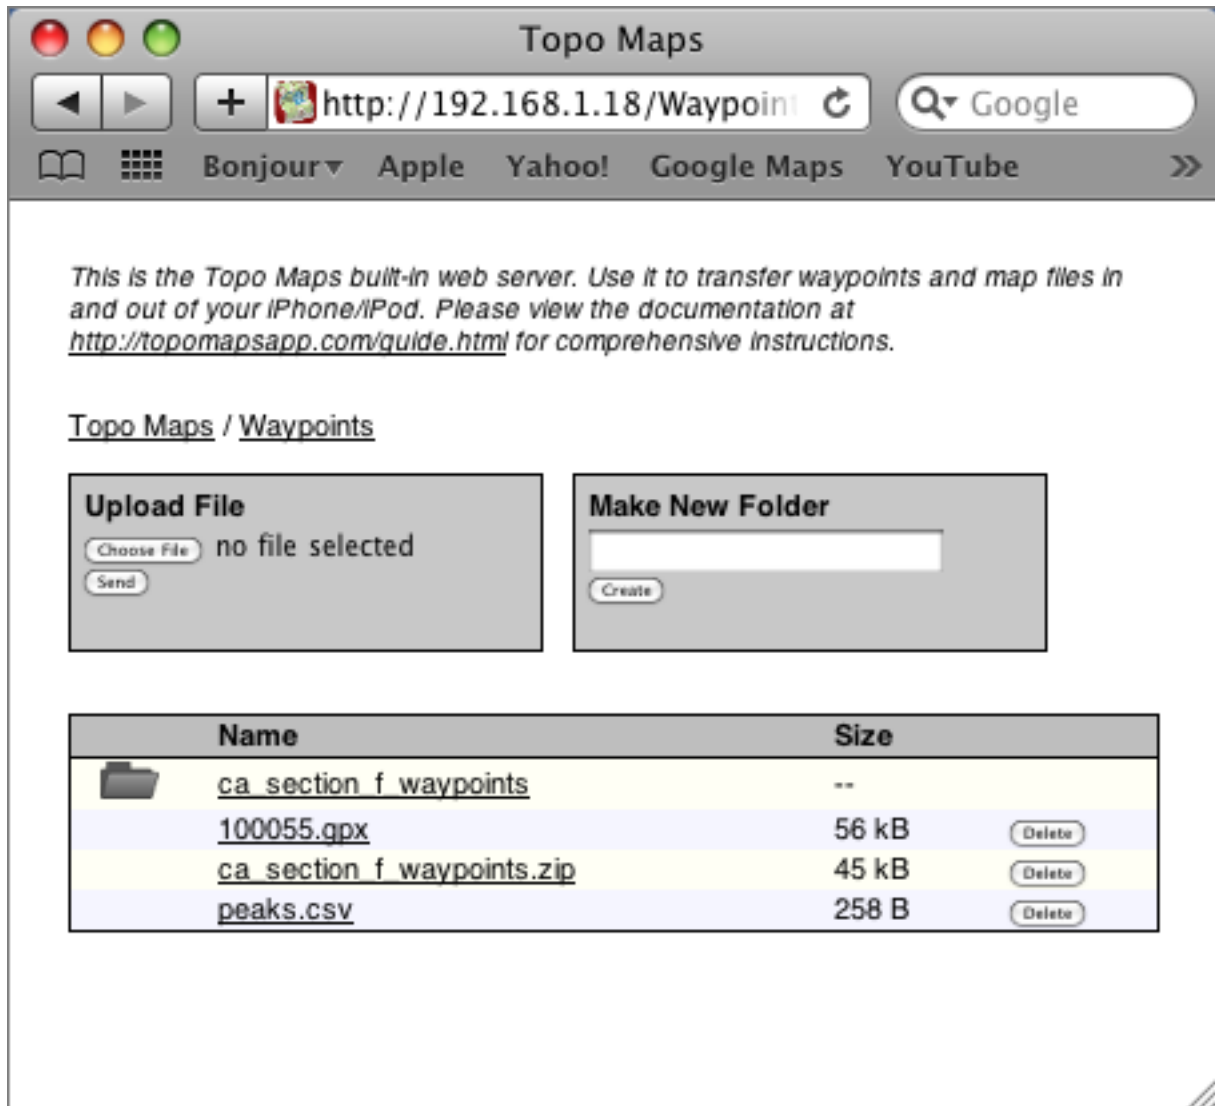 Topo Maps
+ http://192.168.1.18/Waypoint Google
Bonjour Apple Yahoo! Google Maps YouTube »
This is the Topo Maps built-in web server. Use it to transfer waypoints and map files in
and out of your iPhone/iPod. Please view the documentation at
http://topomapsapp.com/guide.html for comprehensive instructions.
Topo Maps / Waypoints
Upload File
Choose File no file selected
Send
Make New Folder
Create
Name Size
ca_section_f_waypoints --
100055.gpx 56 kB Delete
ca_section_f_waypoints.zip 45 kB Delete
peaks.csv 258 B Delete